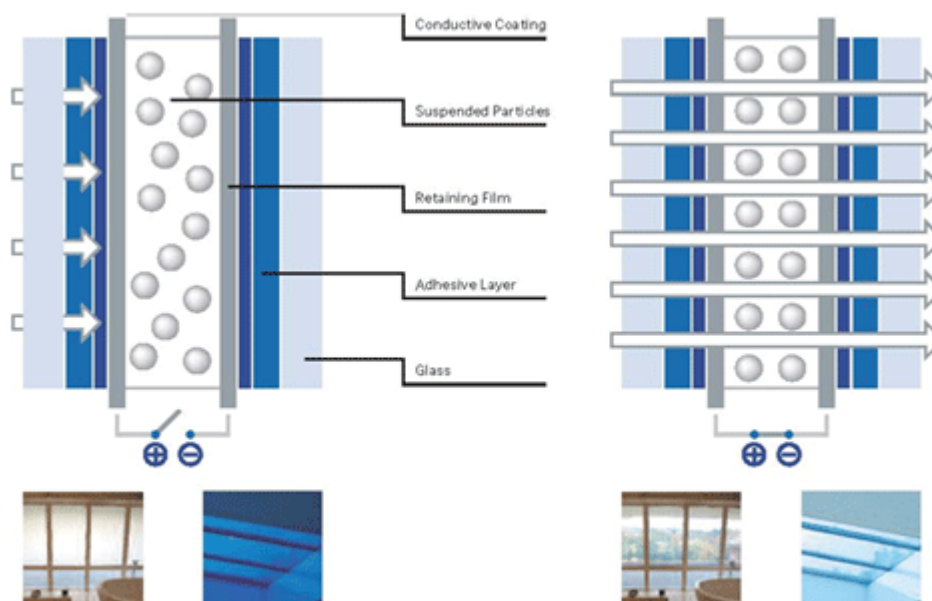 Conductive Coating
Suspended Particles
Retaining Film
Adhesive Layer
Glass